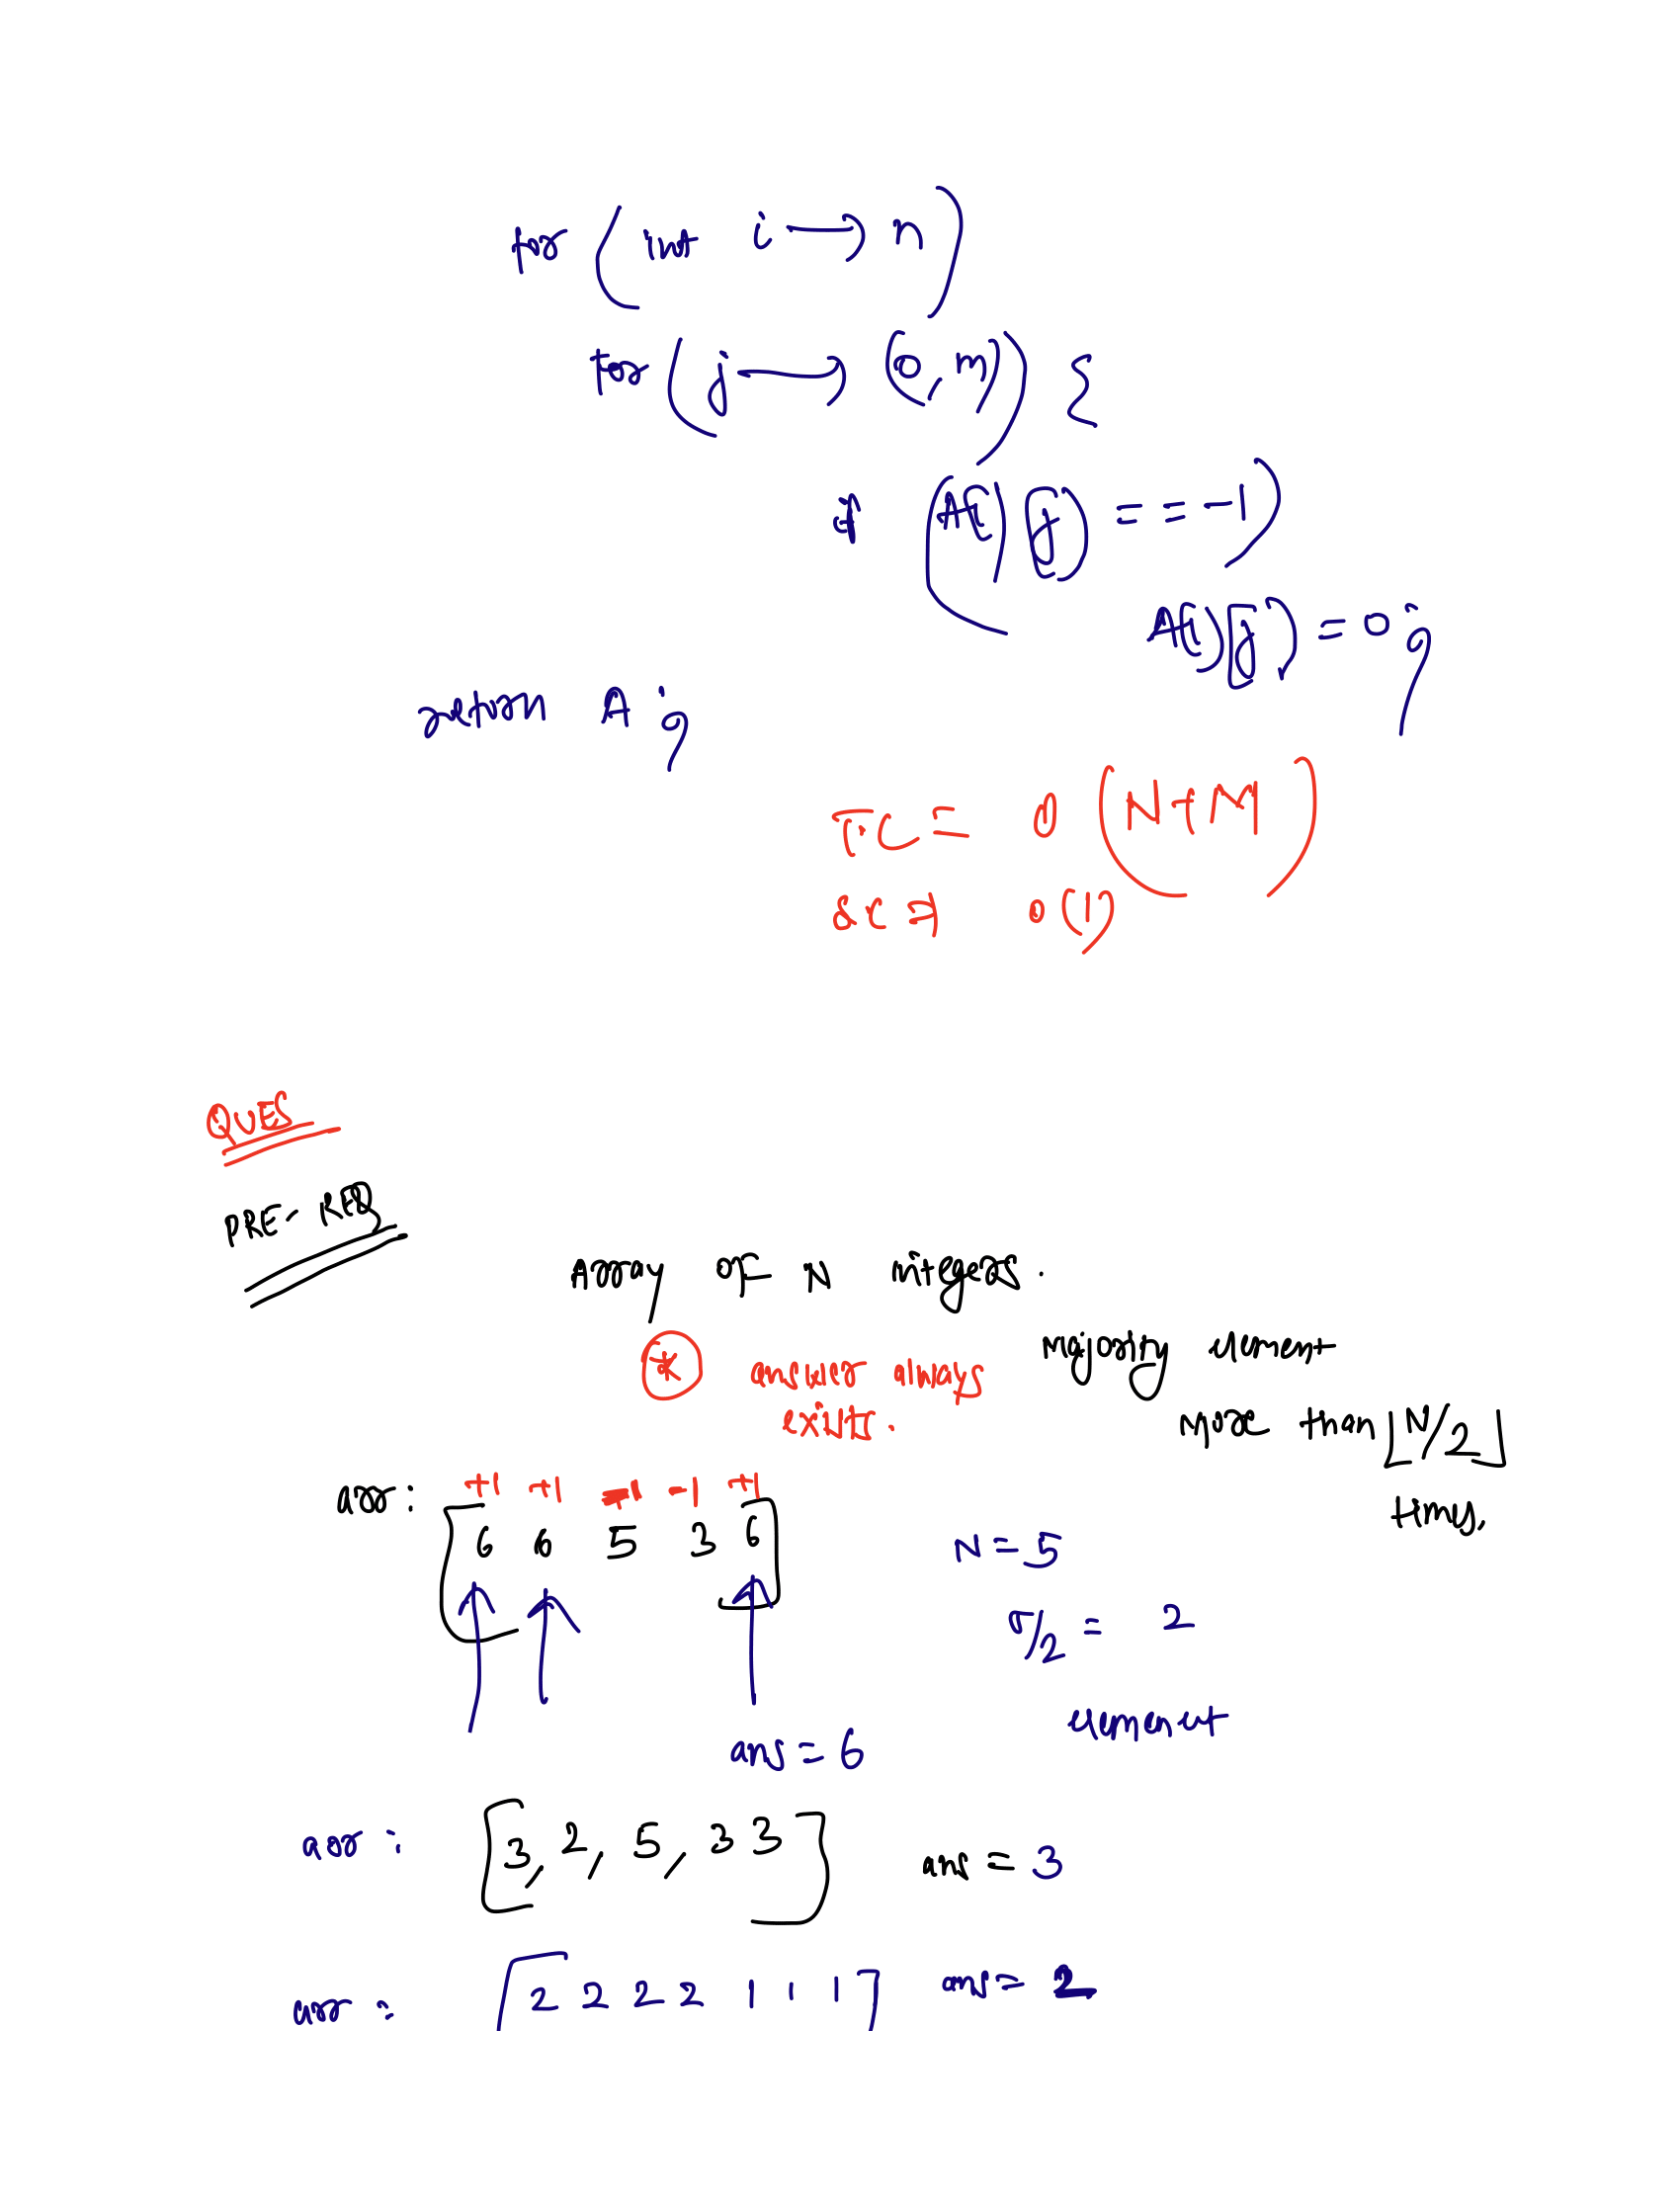 for (int i → n)
for (j → (0, m)) {
if (A[i][j] == -1)
A[i][j] = 0;
return A;
TC = O(N+M)
SC ⇒ O(1)
QUES
PRE-REQ
Array OF N integers.
* answer always exists.
Majority element
More than ⌊N/2⌋ times.
arr: +1 +1 -1 -1 +1
[6 6 5 3 6]
N = 5
5/2 = 2
element
ans = 6
arr: [3, 2, 5, 3 3] ans = 3
arr: [2 2 2 2 1 1 1] ans = 2